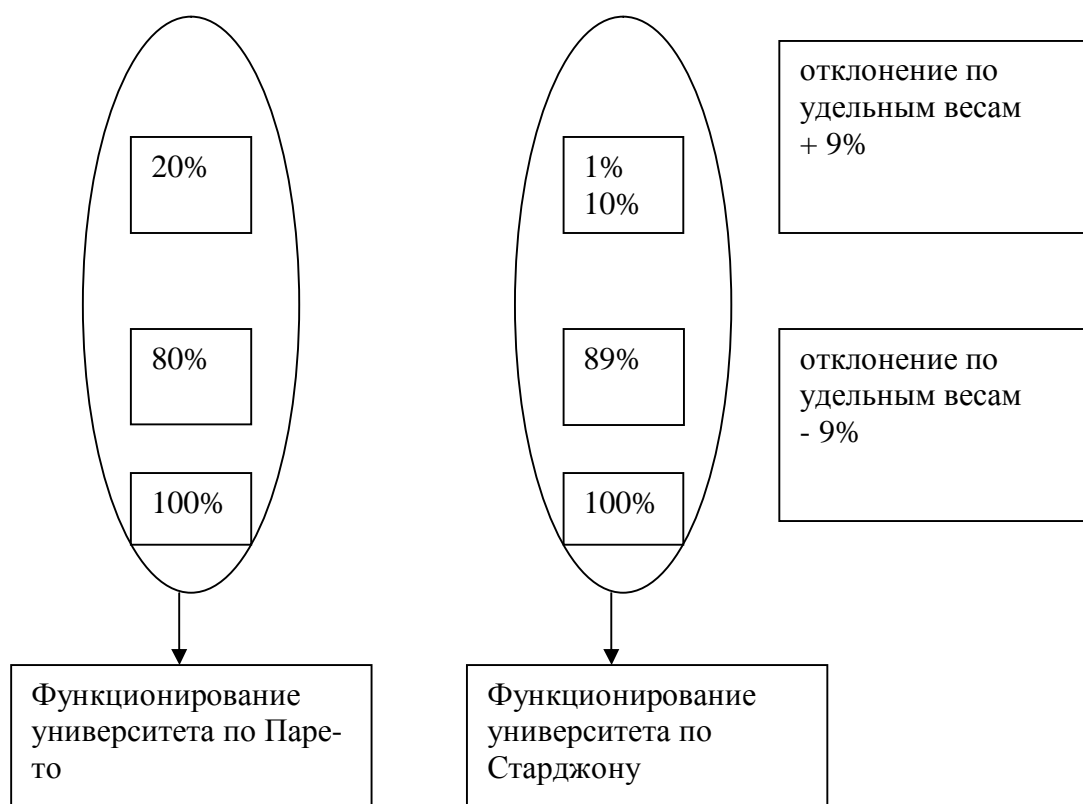 20%
1%
10%
отклонение по
удельным весам
+ 9%
80%
89%
отклонение по
удельным весам
- 9%
100%
100%
Функционирование
университета по Паре-
то
Функционирование
университета по
Старджону